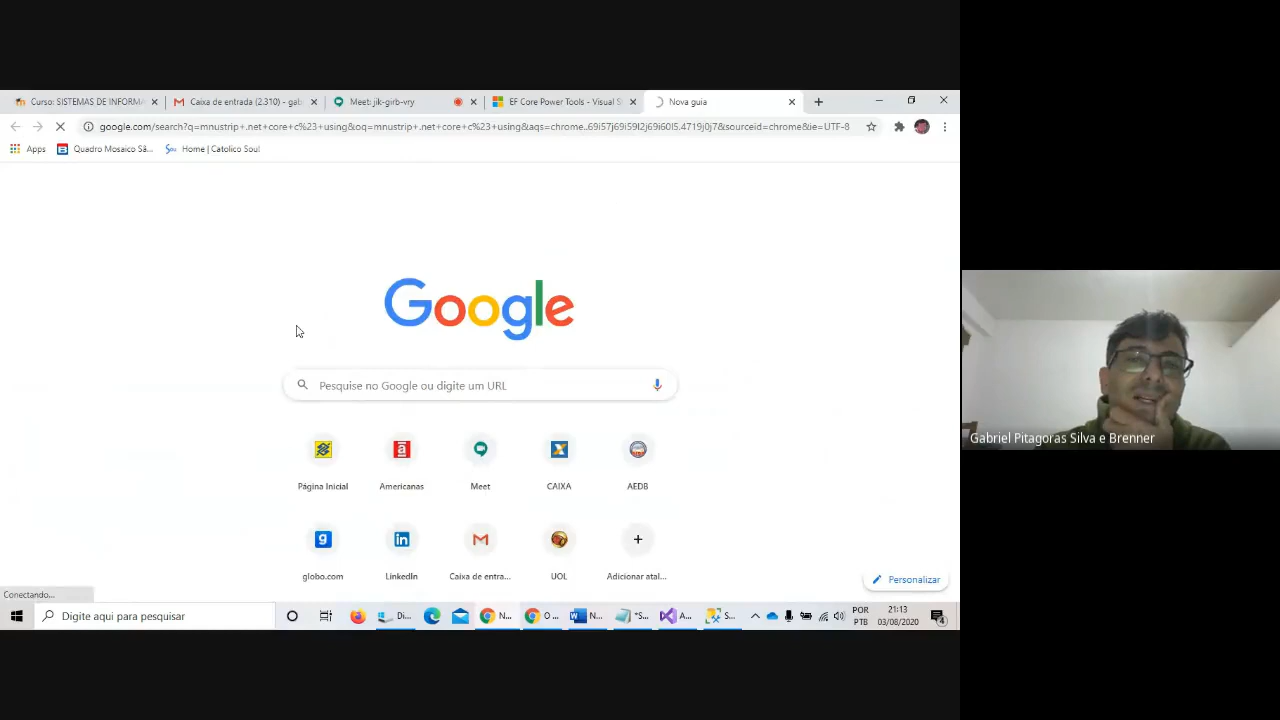 Curso: SISTEMAS DE INFORMA
Caixa de entrada (2.310) - gab
Meet: jik-girb-vry
EF Core Power Tools - Visual S
Nova guia
google.com/search?q=mnustrip+.net+core+c%23+using&oq=mnustrip+.net+core+c%23+using&aqs=chrome..69i57j69i59l2j69i60l5.4719j0j7&sourceid=chrome&ie=UTF-8
Apps
Quadro Mosaico Sã...
Home | Catolico Sou!
Google
Pesquise no Google ou digite um URL
Página Inicial
Americanas
Meet
CAIXA
AEDB
globo.com
LinkedIn
Caixa de entra...
UOL
Adicionar atal...
Gabriel Pitagoras Silva e Brenner
Personalizar
Conectando...
Digite aqui para pesquisar
Di...
N...
O ...
N...
"S...
A...
S...
POR
PTB
21:13
03/08/2020
4